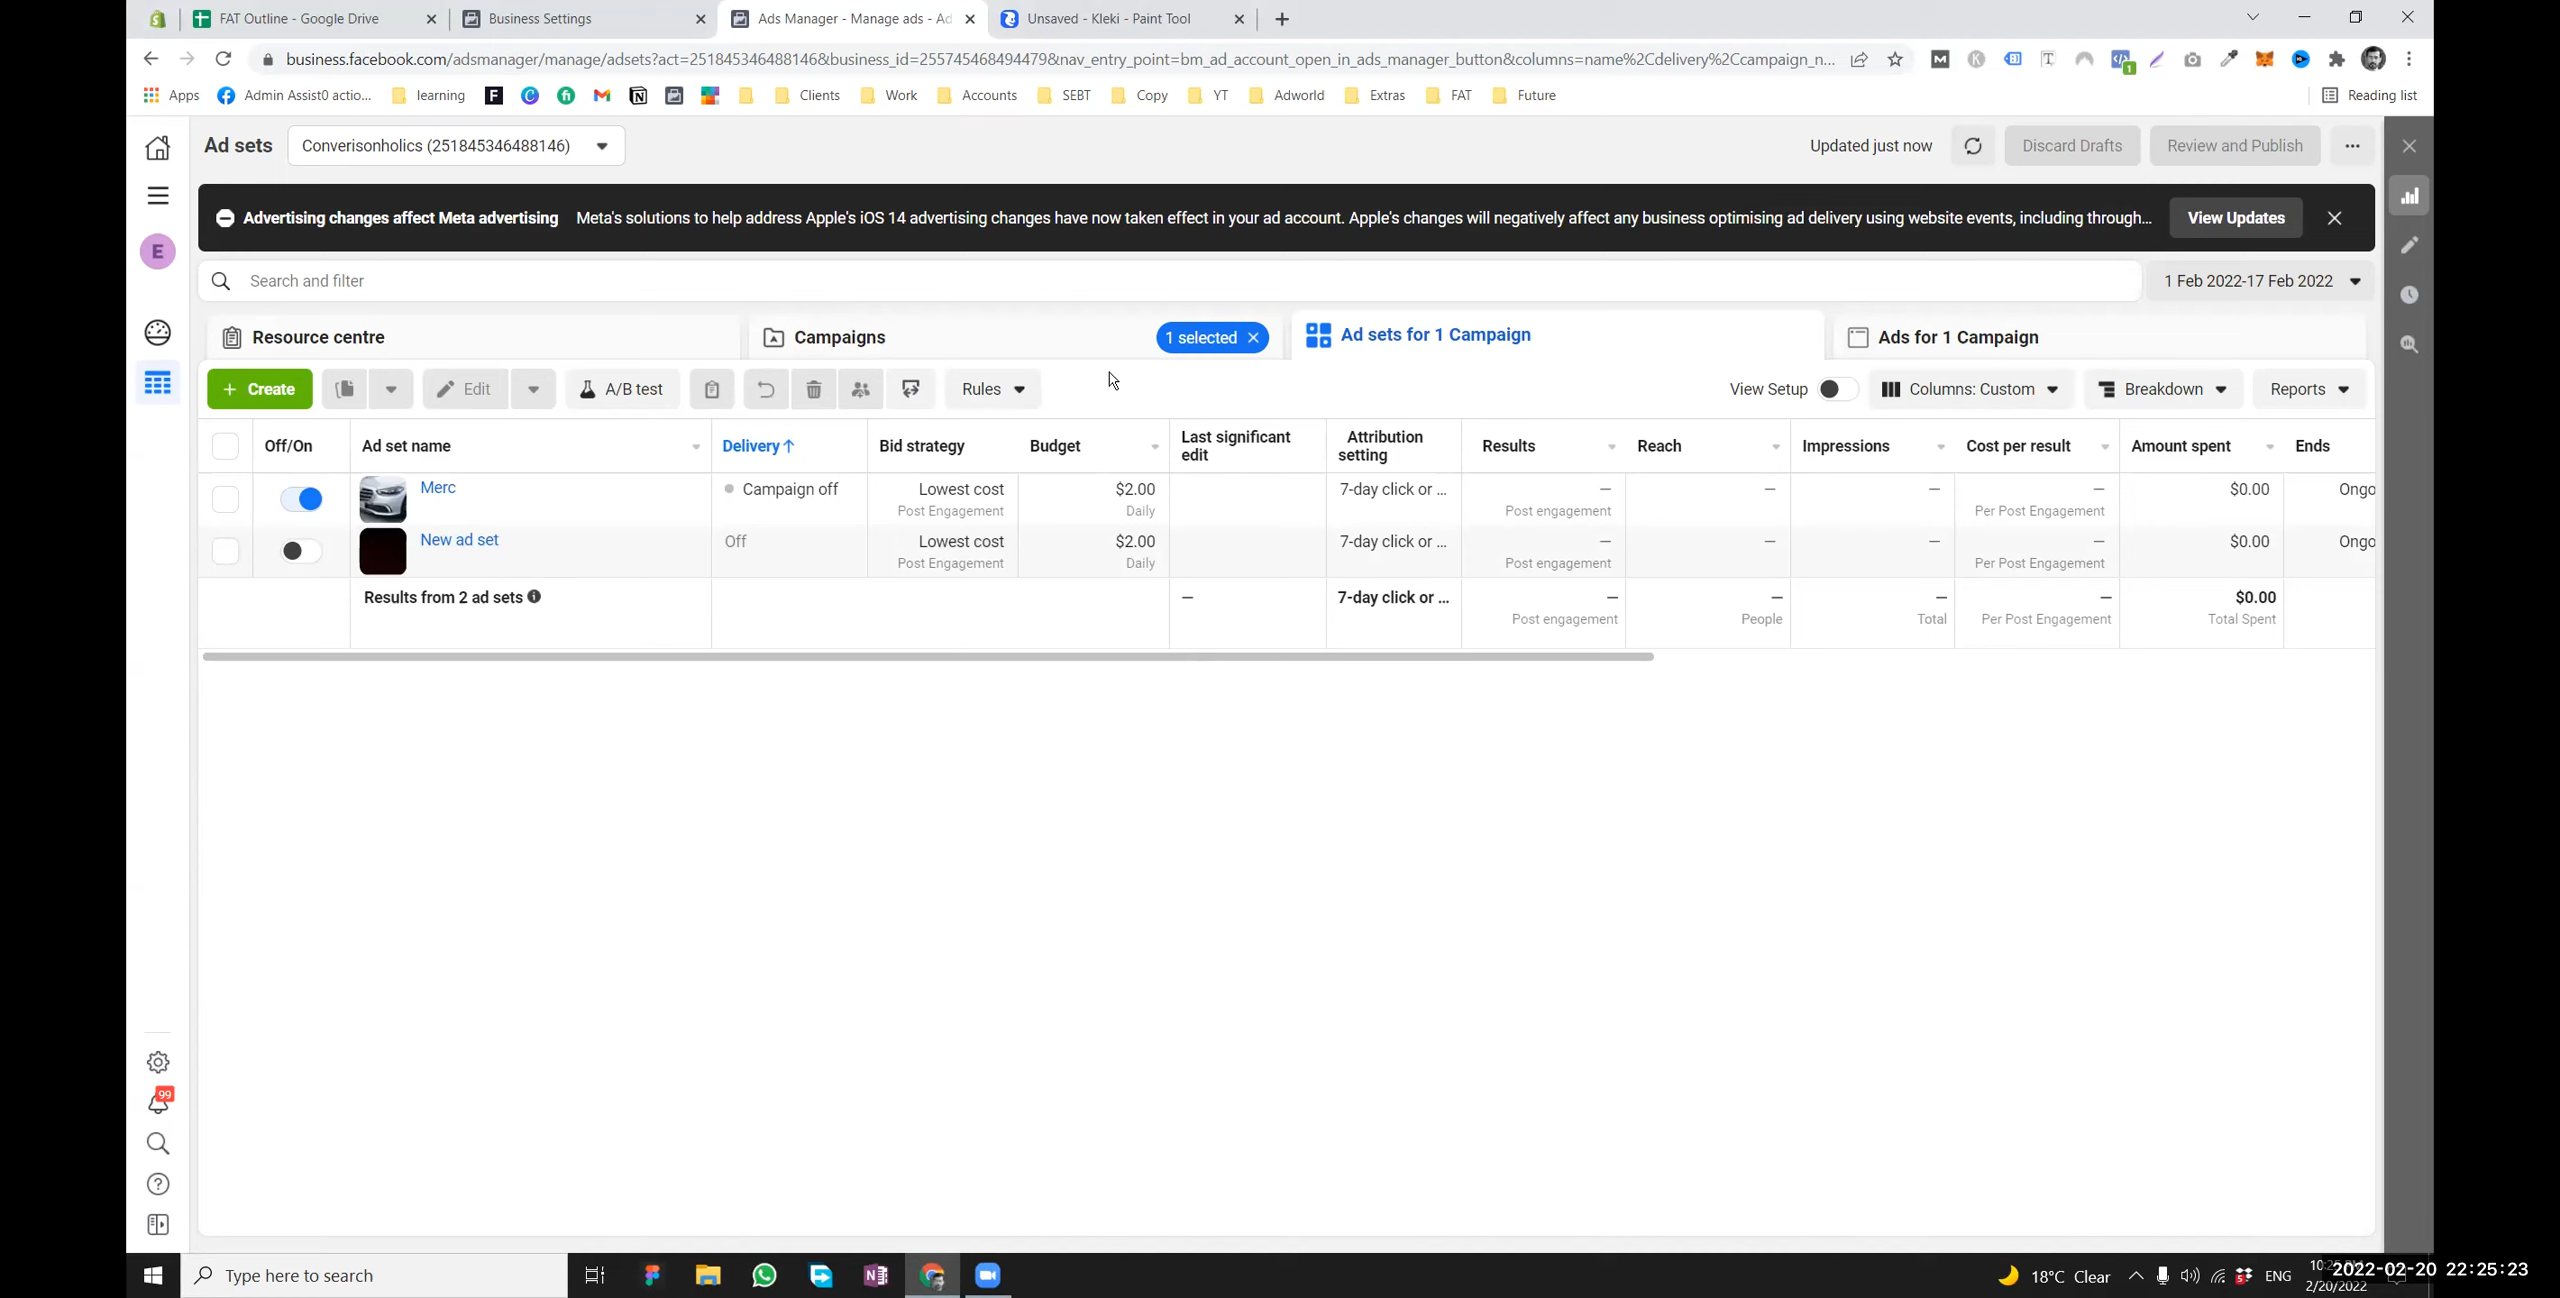 FAT Outline - Google Drive
Business Settings
Ads Manager - Manage ads - Ad
Unsaved - Kleki - Paint Tool
business.facebook.com/adsmanager/manage/adsets?act=251845346488146&business_id=255745468494479&nav_entry_point=bm_ad_account_open_in_ads_manager_button&columns=name%2Cdelivery%2Ccampaign_n...
Apps
Admin Assist0 actio...
learning
Clients
Work
Accounts
SEBT
Copy
YT
Adworld
Extras
FAT
Future
Reading list
Ad sets
Converisonholics (251845346488146)
Updated just now
Discard Drafts
Review and Publish
Advertising changes affect Meta advertising
Meta's solutions to help address Apple's iOS 14 advertising changes have now taken effect in your ad account. Apple's changes will negatively affect any business optimising ad delivery using website events, including through...
View Updates
E
Search and filter
1 Feb 2022-17 Feb 2022
Resource centre
Campaigns
1 selected
Ad sets for 1 Campaign
Ads for 1 Campaign
+ Create
Edit
A/B test
Rules
View Setup
Columns: Custom
Breakdown
Reports
Off/On
Ad set name
Delivery↑
Bid strategy
Budget
Last significant
edit
Attribution
setting
Results
Reach
Impressions
Cost per result
Amount spent
Ends
Merc
Campaign off
Lowest cost
Post Engagement
$2.00
Daily
7-day click or ...
—
Post engagement
—
—
—
Per Post Engagement
$0.00
Ongo
New ad set
Off
Lowest cost
Post Engagement
$2.00
Daily
7-day click or ...
—
Post engagement
—
—
—
Per Post Engagement
$0.00
Ongo
Results from 2 ad sets
—
7-day click or ...
—
Post engagement
—
People
—
Total
—
Per Post Engagement
$0.00
Total Spent
99
Type here to search
18°C Clear
ENG
2/20/2022
2022-02-20 22:25:23